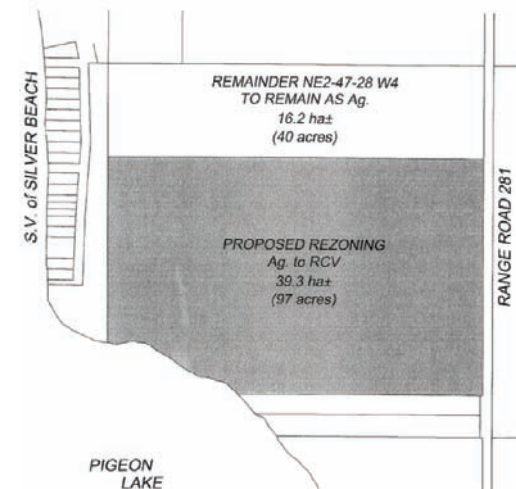 REMAINDER NE2-47-28 W4
TO REMAIN AS Ag.
16.2 ha±
(40 acres)
S.V. of SILVER BEACH
RANGE ROAD 281
PROPOSED REZONING
Ag. to RCV
39.3 ha±
(97 acres)
PIGEON
LAKE